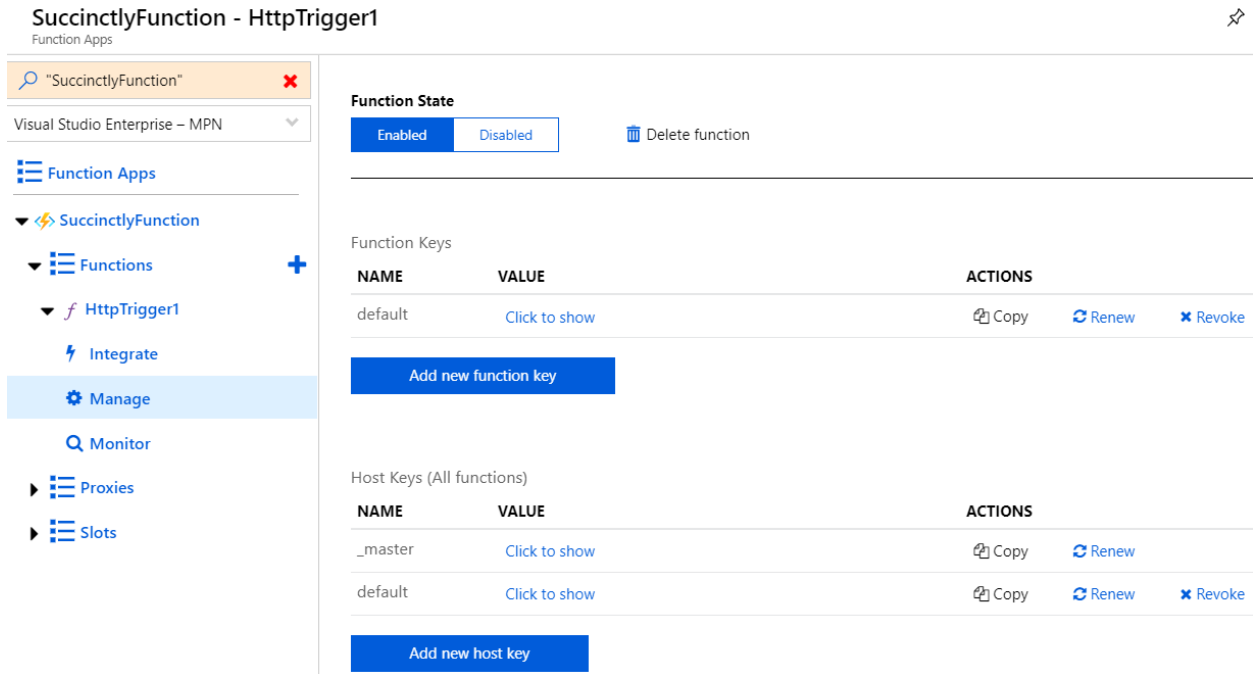 SuccinctlyFunction - HttpTrigger1
Function Apps
"SuccinctlyFunction"
Visual Studio Enterprise – MPN
Function Apps
SuccinctlyFunction
Functions
HttpTrigger1
Integrate
Manage
Monitor
Proxies
Slots
Function State
Enabled Disabled Delete function
Function Keys
NAME VALUE ACTIONS
default Click to show Copy Renew Revoke
Add new function key
Host Keys (All functions)
NAME VALUE ACTIONS
_master Click to show Copy Renew
default Click to show Copy Renew Revoke
Add new host key